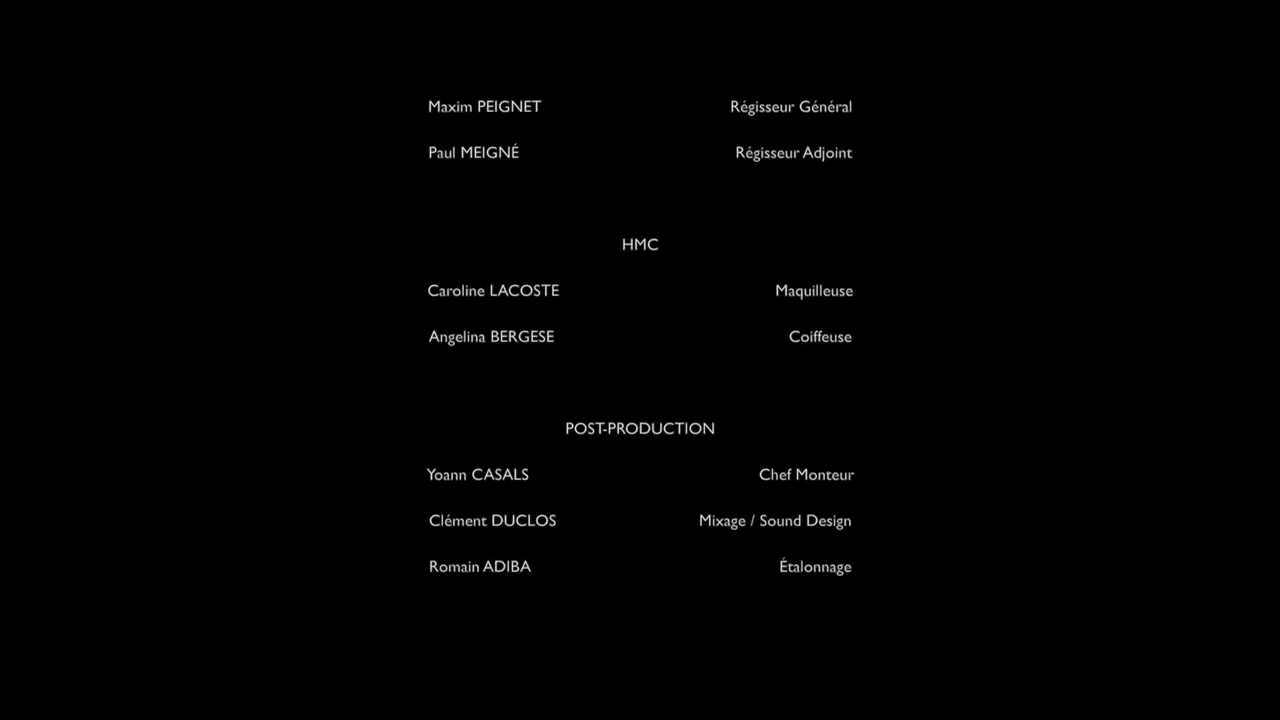 Maxim PEIGNET Régisseur Général
Paul MEIGNÉ Régisseur Adjoint
HMC
Caroline LACOSTE Maquilleuse
Angelina BERGESE Coiffeuse
POST-PRODUCTION
Yoann CASALS Chef Monteur
Clément DUCLOS Mixage / Sound Design
Romain ADIBA Étalonnage